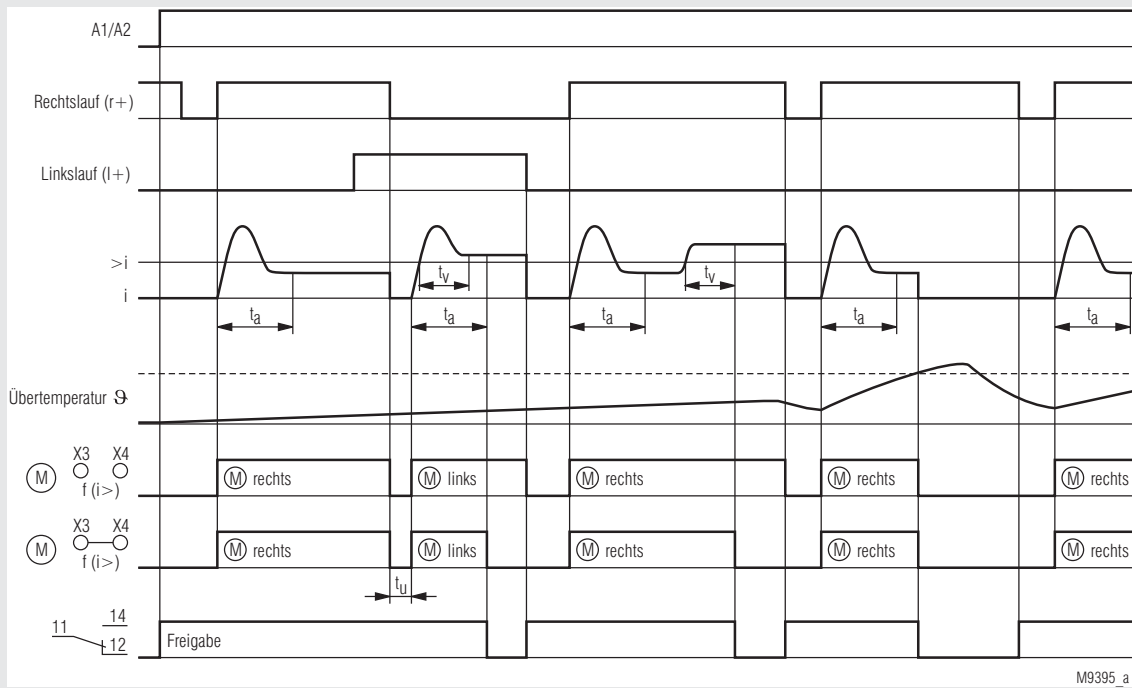 A1/A2
Rechtslauf (r+)
Linkslauf (l+)
>i
tv tv
i
ta ta ta ta ta
Übertemperatur ϑ
X3 X4
M M rechts M links M rechts M rechts M rechts
f (i>)
X3 X4
M M rechts M links M rechts M rechts M rechts
f (i>)
tu
14
11
12 Freigabe
M9395_a